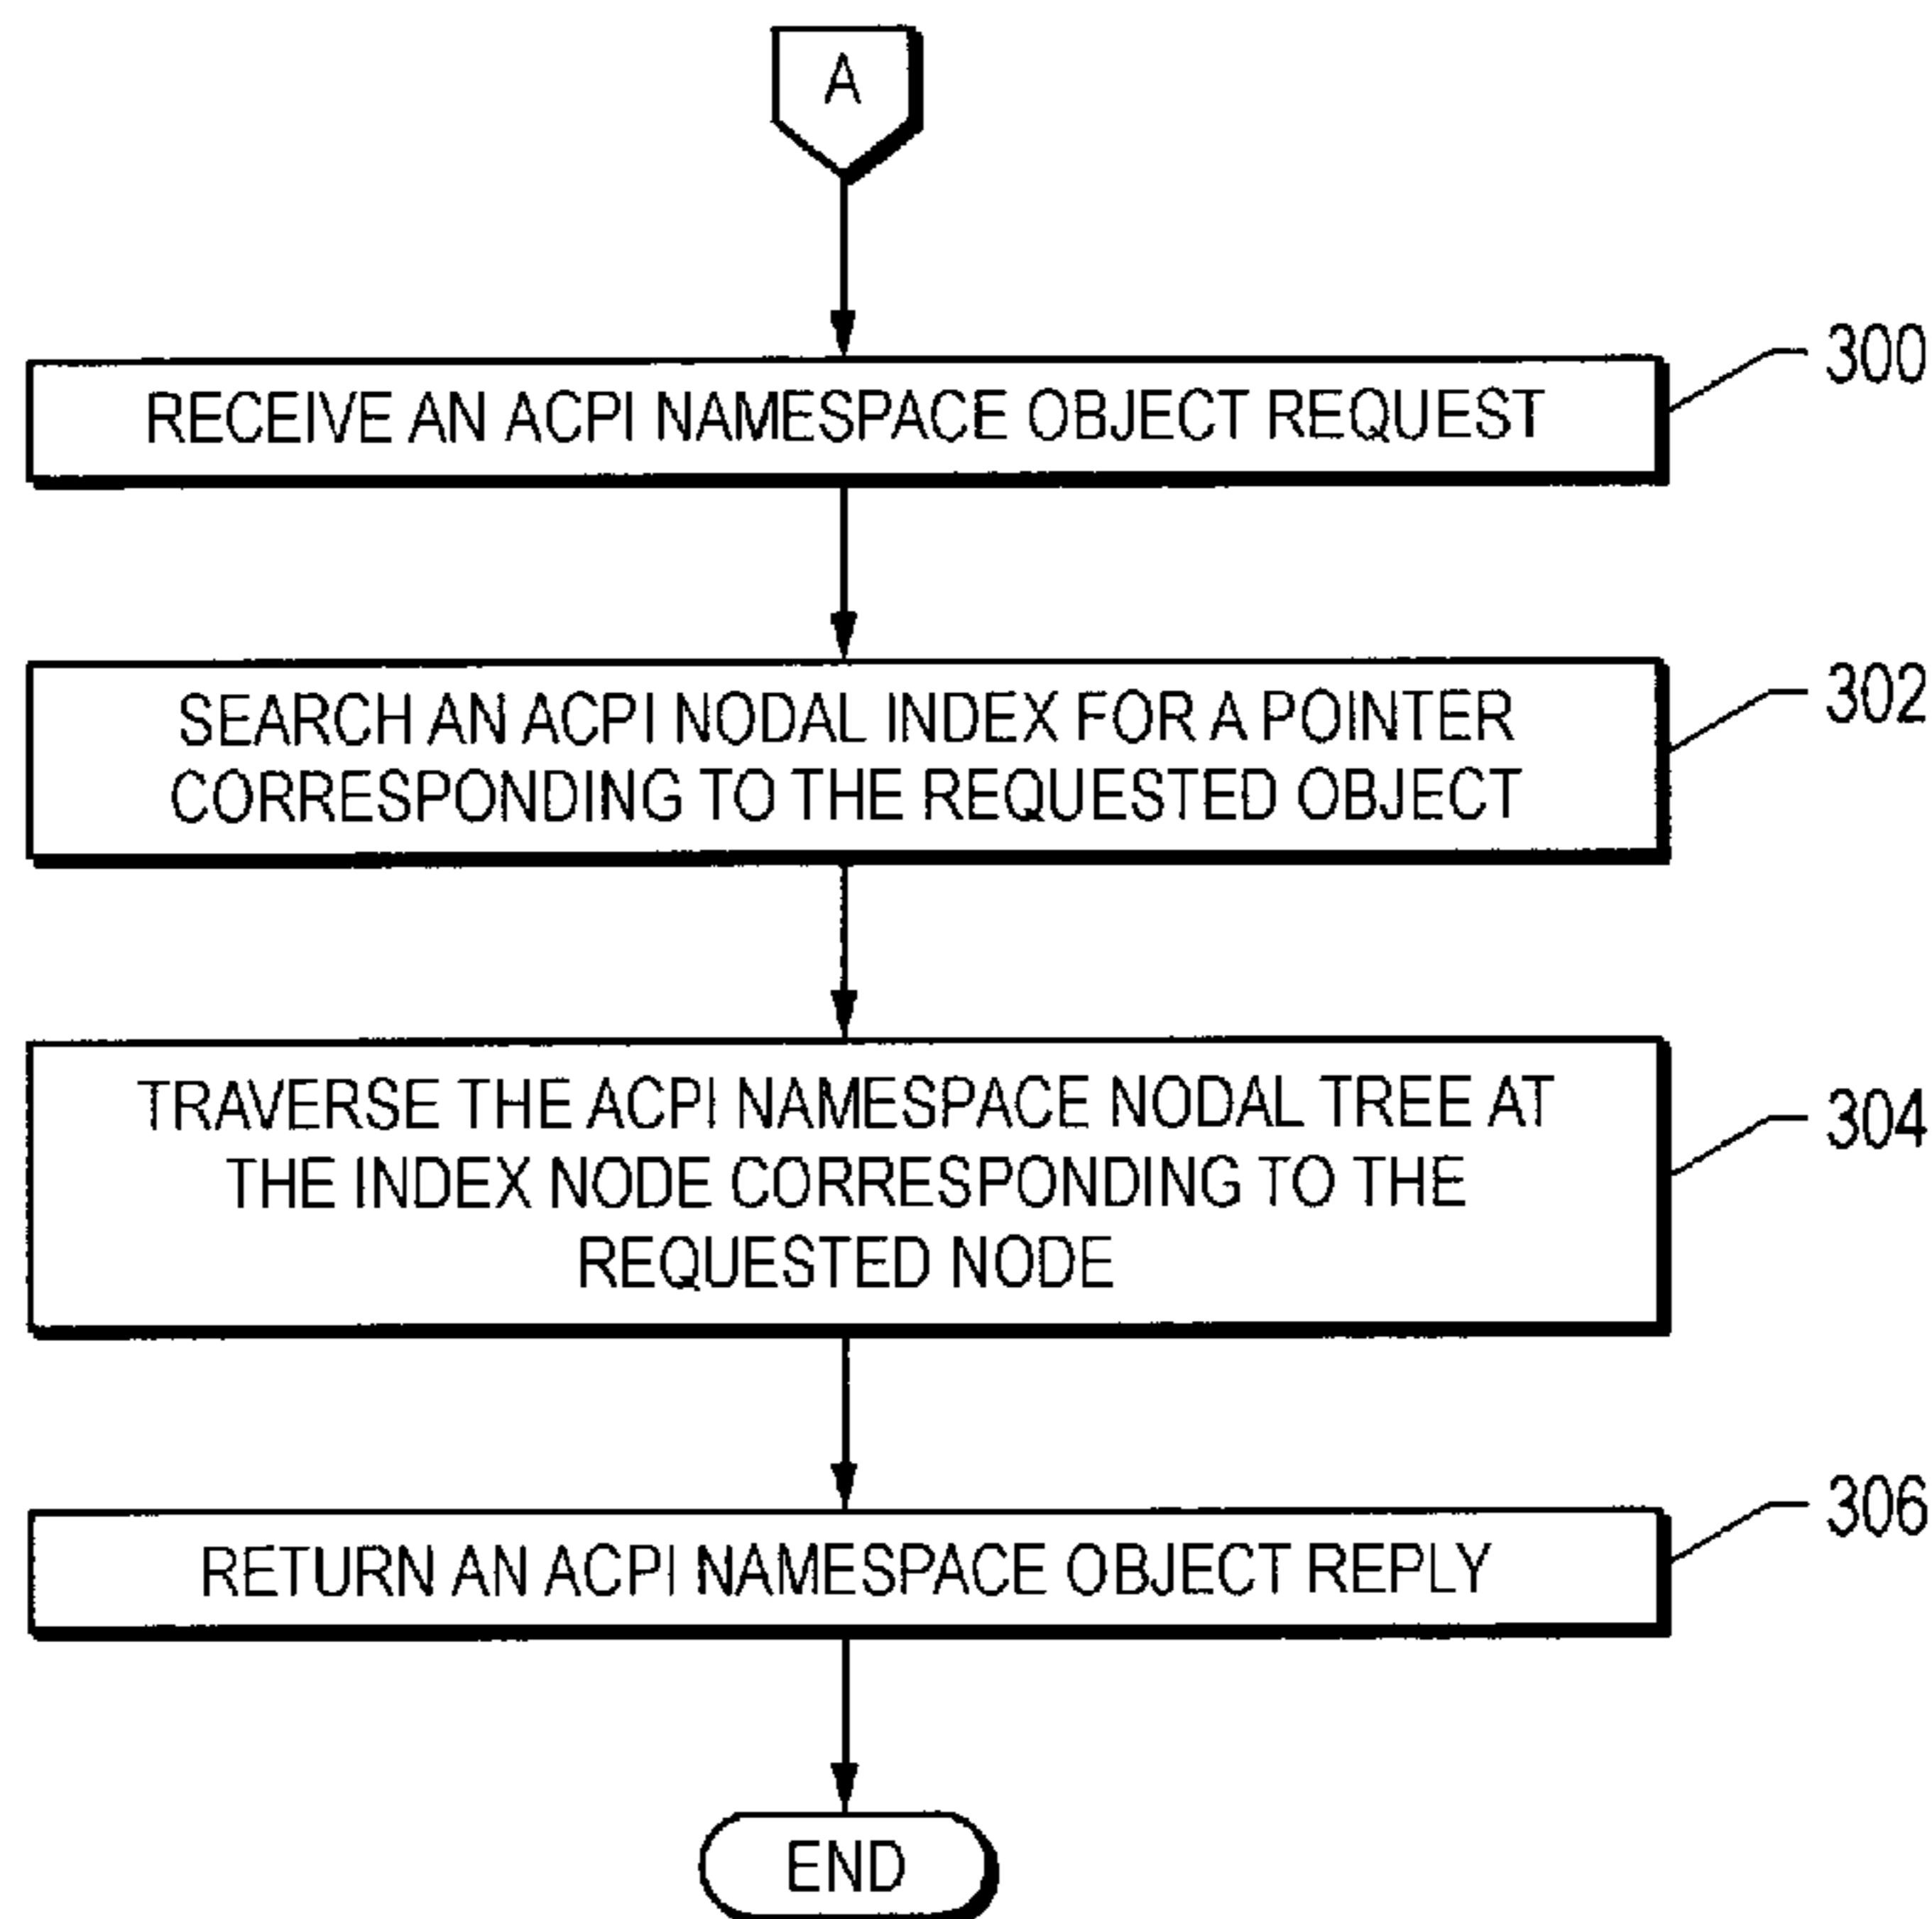 A
RECEIVE AN ACPI NAMESPACE OBJECT REQUEST
300
SEARCH AN ACPI NODAL INDEX FOR A POINTER
CORRESPONDING TO THE REQUESTED OBJECT
302
TRAVERSE THE ACPI NAMESPACE NODAL TREE AT
THE INDEX NODE CORRESPONDING TO THE
REQUESTED NODE
304
RETURN AN ACPI NAMESPACE OBJECT REPLY
306
END